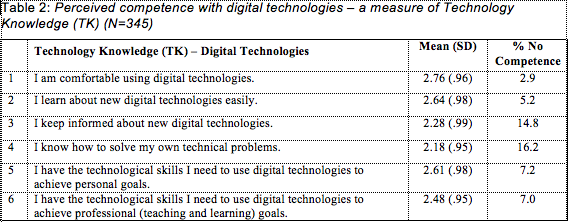 Table 2: Perceived competence with digital technologies – a measure of Technology
Knowledge (TK) (N=345)
Technology Knowledge (TK) – Digital Technologies Mean (SD) % No
Competence
1 I am comfortable using digital technologies. 2.76 (.96) 2.9
2 I learn about new digital technologies easily. 2.64 (.98) 5.2
3 I keep informed about new digital technologies. 2.28 (.99) 14.8
4 I know how to solve my own technical problems. 2.18 (.95) 16.2
5 I have the technological skills I need to use digital technologies to 2.61 (.98) 7.2
achieve personal goals.
6 I have the technological skills I need to use digital technologies to 2.48 (.95) 7.0
achieve professional (teaching and learning) goals.